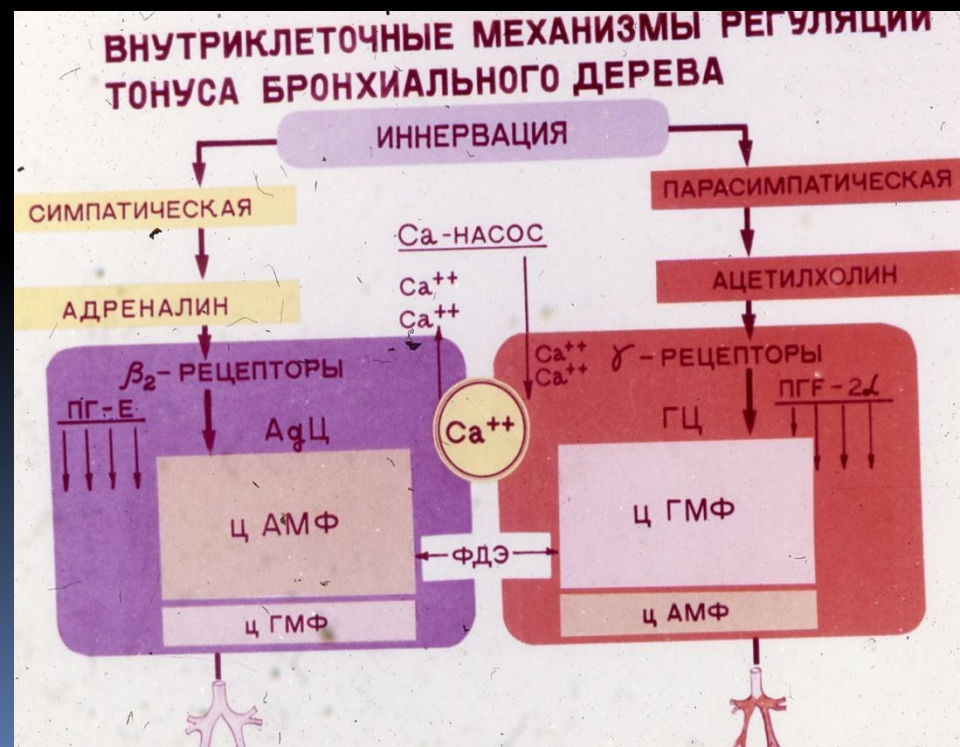 ВНУТРИКЛЕТОЧНЫЕ МЕХАНИЗМЫ РЕГУЛЯЦИИ
ТОНУСА БРОНХИАЛЬНОГО ДЕРЕВА
ИННЕРВАЦИЯ
СИМПАТИЧЕСКАЯ
ПАРАСИМПАТИЧЕСКАЯ
Ca-НАСОС
АДРЕНАЛИН
АЦЕТИЛХОЛИН
Ca++
Ca++
β2-РЕЦЕПТОРЫ
Ca++
Ca++
γ-РЕЦЕПТОРЫ
ПГ-Е
ПГF-2α
АдЦ
Ca++
ГЦ
ц АМФ
ц ГМФ
ФДЭ
ц ГМФ
ц АМФ